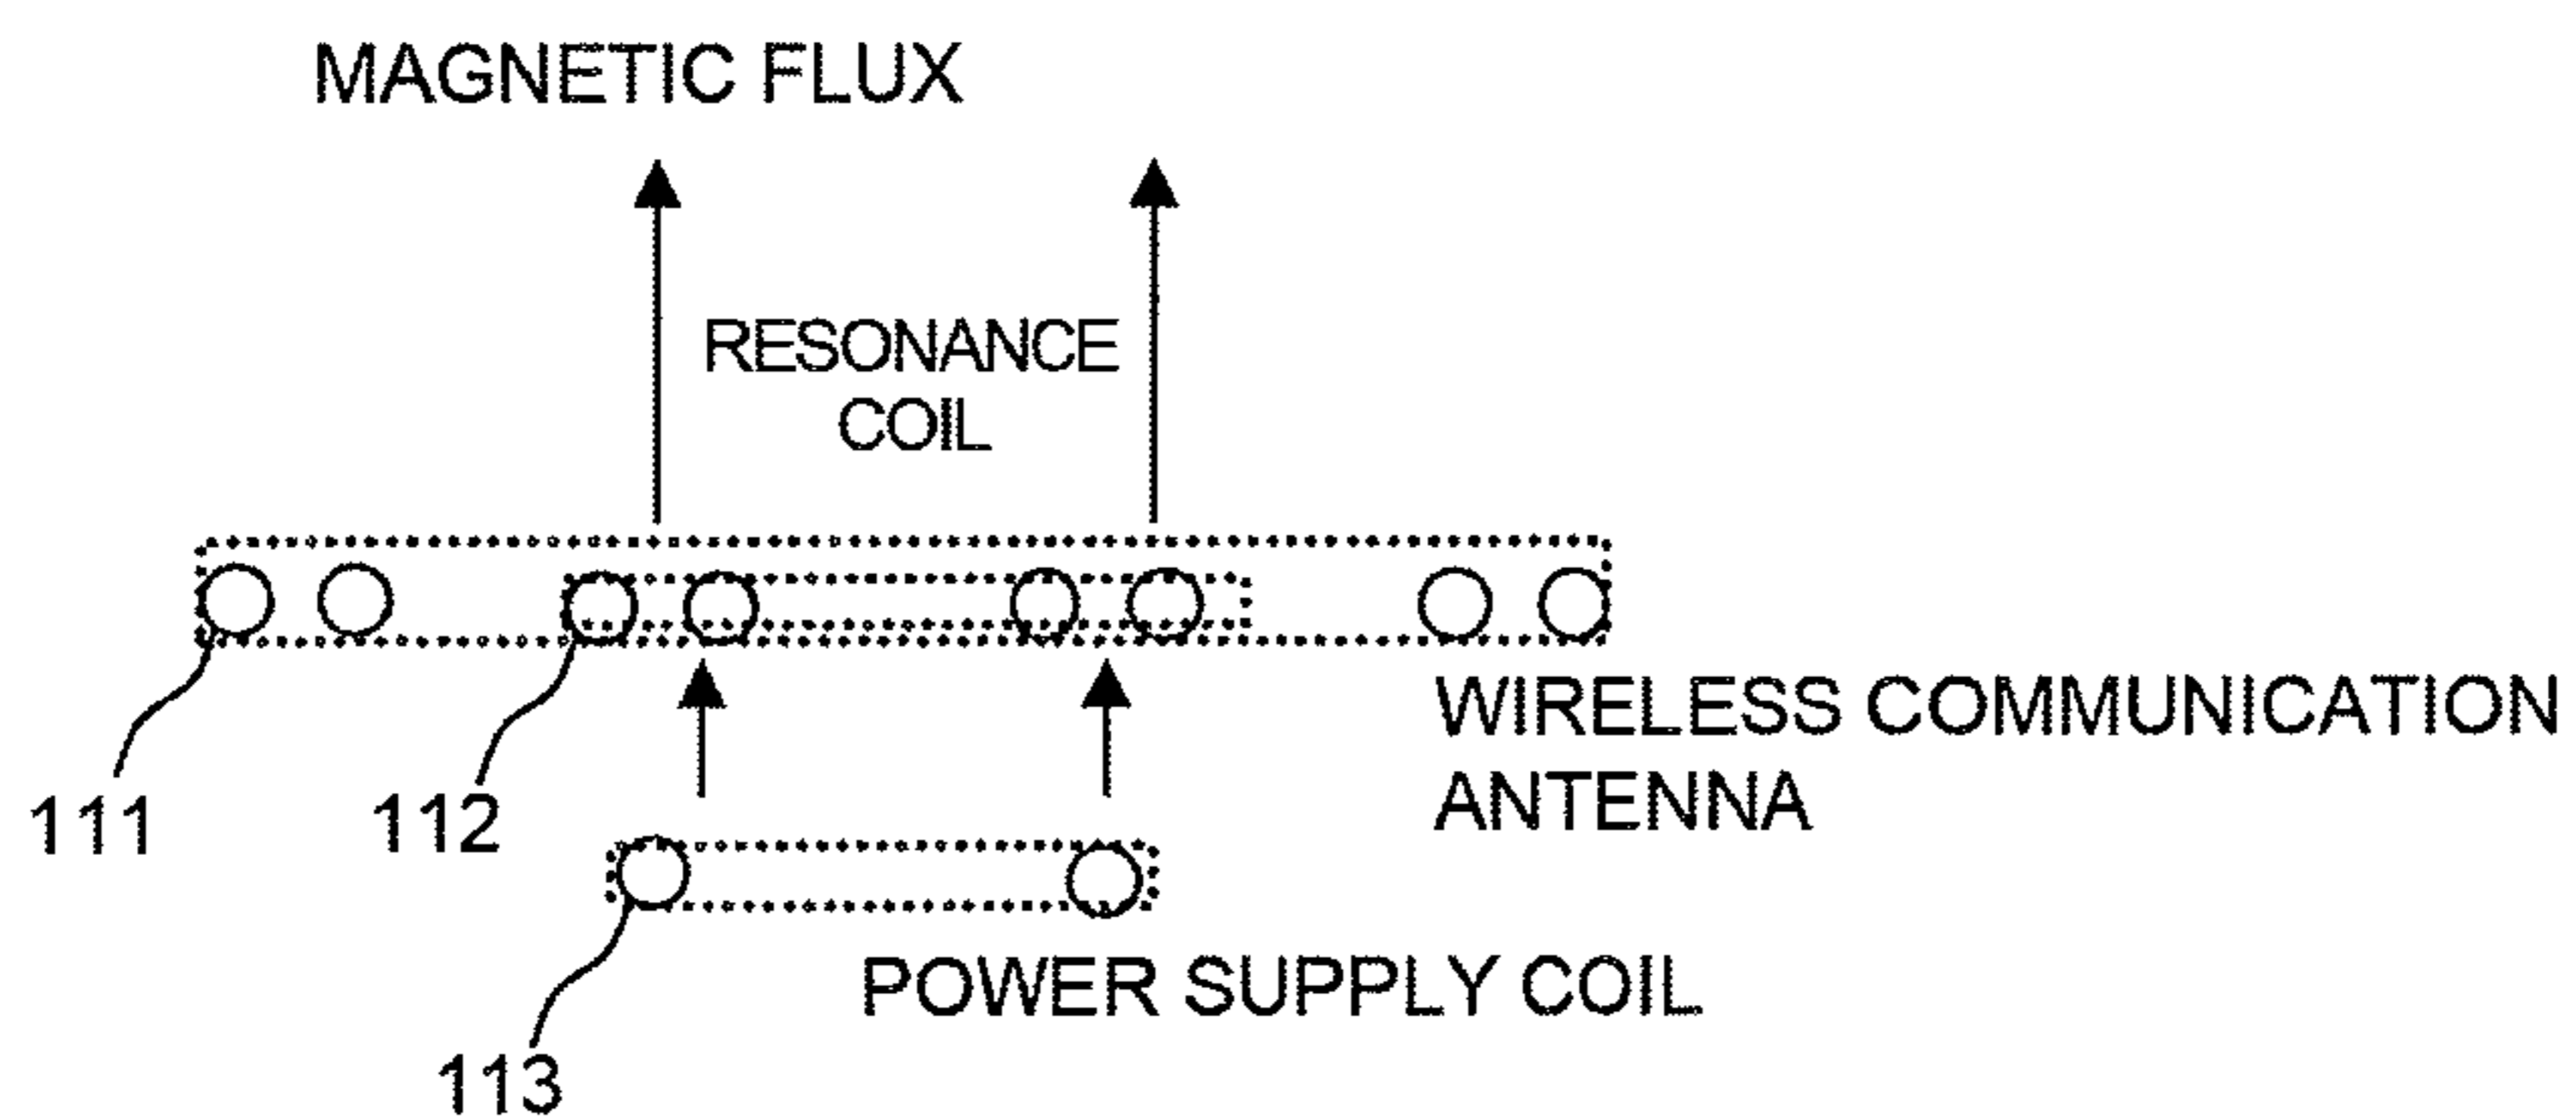 MAGNETIC FLUX
RESONANCE
COIL
WIRELESS COMMUNICATION
ANTENNA
111
112
POWER SUPPLY COIL
113